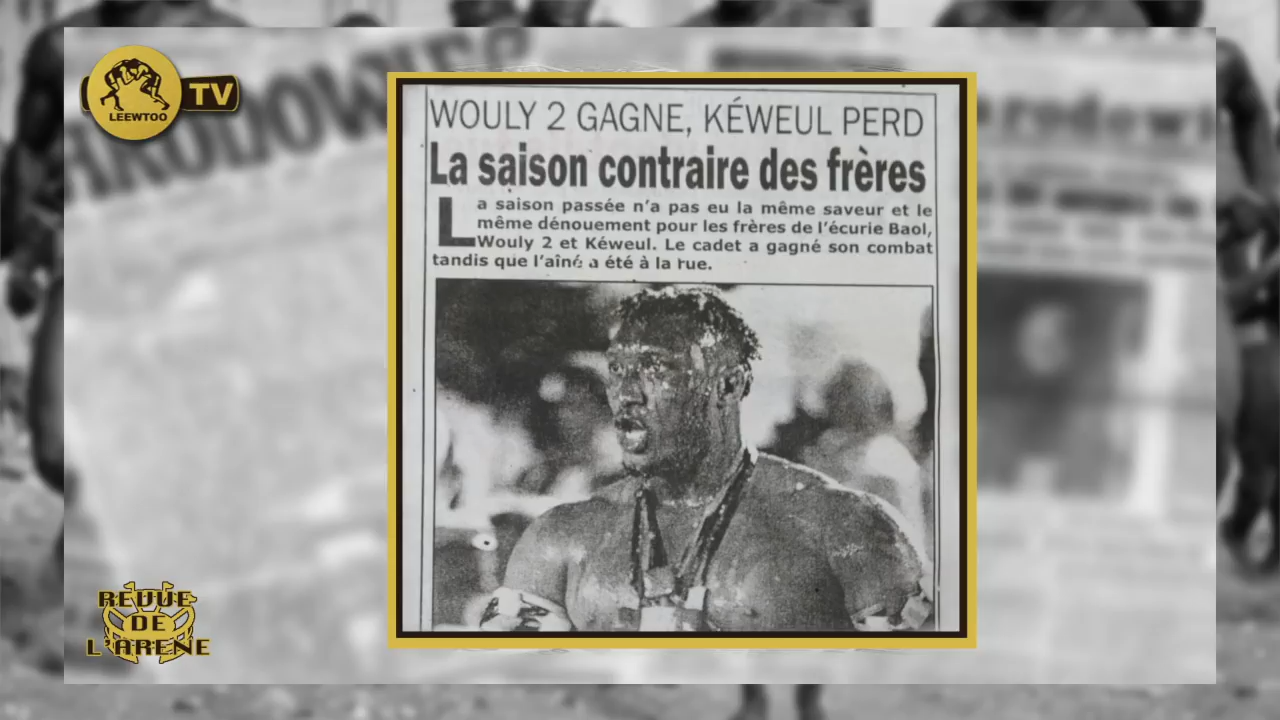 LEEWTOO
TV
WOULY 2 GAGNE, KÉWEUL PERD
La saison contraire des frères
La saison passée n'a pas eu la même saveur et le
même dénouement pour les frères de l'écurie Baol,
Wouly 2 et Kéweul. Le cadet a gagné son combat
tandis que l'aîné a été à la rue.
REVUE
DE
L'ARENE